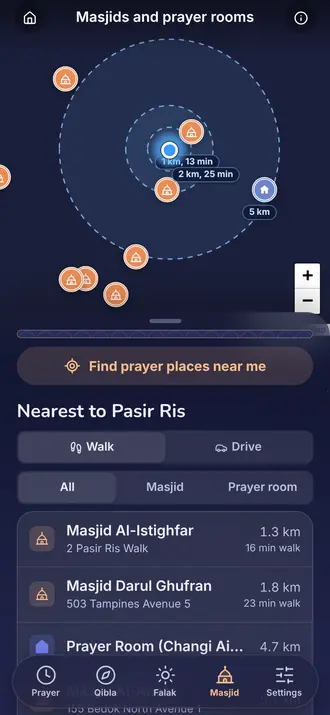 Masjids and prayer rooms
1 km, 13 min
2 km, 25 min
5 km
+
−
Find prayer places near me
Nearest to Pasir Ris
Walk
Drive
All
Masjid
Prayer room
Masjid Al-Istighfar
1.3 km
2 Pasir Ris Walk
16 min walk
Masjid Darul Ghufran
1.8 km
503 Tampines Avenue 5
23 min walk
Prayer Room (Changi Ai...
4.7 km
Prayer
Qibla
Falak
Masjid
Settings
155 Bedok North Avenue 1